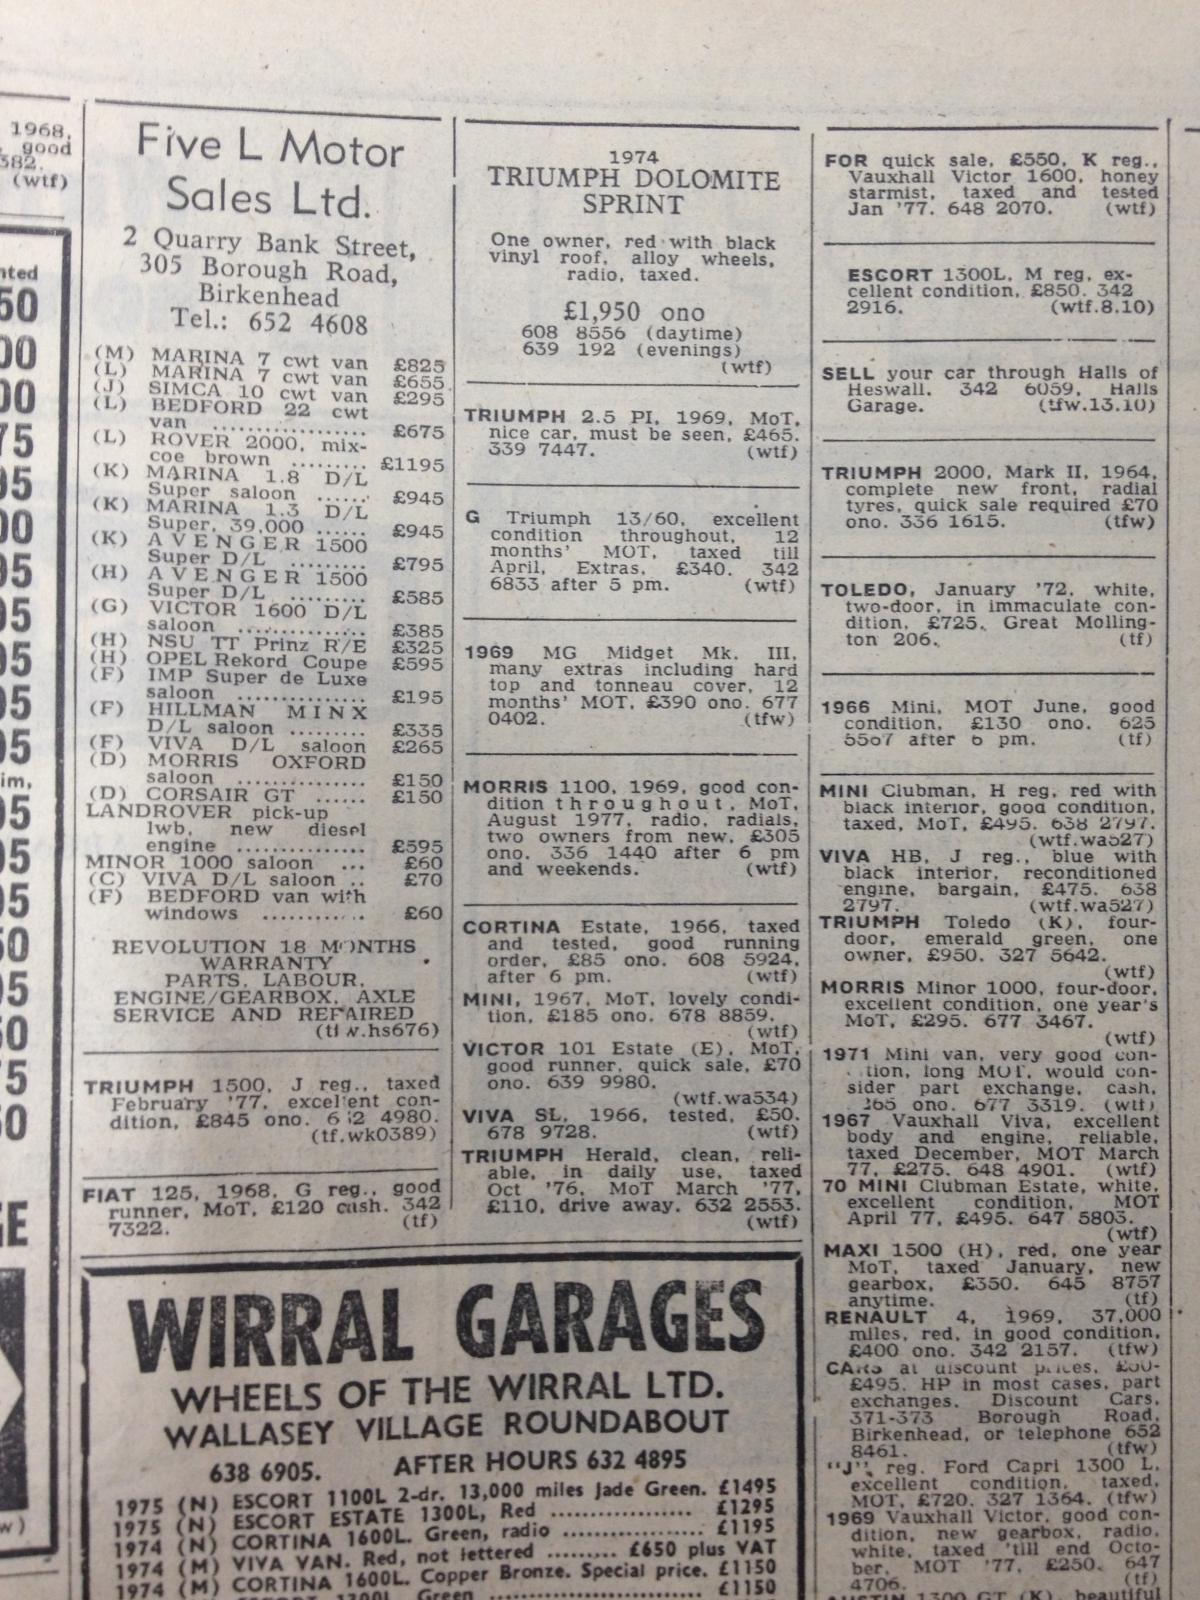 1968,
good
382.
(wtf)
Five L Motor
Sales Ltd.
2 Quarry Bank Street,
305 Borough Road,
Birkenhead
Tel.: 652 4608
(M) MARINA 7 cwt van £825
(L) MARINA 7 cwt van £655
(J) SIMCA 10 cwt van £295
(L) BEDFORD 22 cwt
van .................. £675
(L) ROVER 2000, mix-
coe brown ......... £1195
(K) MARINA 1.8 D/L
Super saloon ...... £945
(K) MARINA 1.3 D/L
Super, 39,000 ...... £945
(K) AVENGER 1500
Super D/L ......... £795
(H) AVENGER 1500
Super D/L ......... £585
(G) VICTOR 1600 D/L
saloon ............... £385
(H) NSU TT Prinz R/E £325
(H) OPEL Rekord Coupe £595
(F) IMP Super de Luxe
saloon ............... £195
(F) HILLMAN MINX
D/L saloon ......... £335
(F) VIVA D/L saloon £265
(D) MORRIS OXFORD
saloon ............... £150
(D) CORSAIR GT ...... £150
LANDROVER pick-up
lwb, new diesel
engine ............... £595
MINOR 1000 saloon ... £60
(C) VIVA D/L saloon .. £70
(F) BEDFORD van with
windows ............ £60
REVOLUTION 18 MONTHS
WARRANTY
PARTS, LABOUR,
ENGINE/GEARBOX, AXLE
SERVICE AND REPAIRED
(tfw.hs676)
TRIUMPH 1500, J reg., taxed
February '77, excellent con-
dition, £845 ono. 4980.
(tf.wk0389)
FIAT 125, 1968, G reg., good
runner, MoT, £120 cash. 342
7322. (tf)
1974
TRIUMPH DOLOMITE
SPRINT
One owner, red with black
vinyl roof, alloy wheels,
radio, taxed.
£1,950 ono
608 8556 (daytime)
639 192 (evenings)
(wtf)
TRIUMPH 2.5 PI, 1969, MoT,
nice car, must be seen, £465.
339 7447. (wtf)
G Triumph 13/60, excellent
condition throughout, 12
months' MOT, taxed till
April, Extras, £340. 342
6833 after 5 pm. (wtf)
1969 MG Midget Mk. III,
many extras including hard
top and tonneau cover, 12
months' MOT, £390 ono. 677
0402. (tfw)
MORRIS 1100, 1969, good con-
dition throughout, MoT,
August 1977, radio, radials,
two owners from new, £305
ono. 336 1440 after 6 pm
and weekends. (wtf)
CORTINA Estate, 1966, taxed
and tested, good running
order, £85 ono. 608 5924,
after 6 pm. (wtf)
MINI, 1967, MoT, lovely condi-
tion, £185 ono. 678 8859.
(wtf)
VICTOR 101 Estate (E), MoT,
good runner, quick sale, £70
ono. 639 9980.
(wtf.wa534)
VIVA SL, 1966, tested, £50.
678 9728. (wtf)
TRIUMPH Herald, clean, reli-
able, in daily use, taxed
Oct '76, MoT March '77,
£110, drive away. 632 2553.
(wtf)
WIRRAL GARAGES
WHEELS OF THE WIRRAL LTD.
WALLASEY VILLAGE ROUNDABOUT
638 6905. AFTER HOURS 632 4895
1975 (N) ESCORT 1100L 2-dr. 13,000 miles Jade Green. £1495
1975 (N) ESCORT ESTATE 1300L, Red .................. £1295
1974 (N) CORTINA 1600L. Green, radio ............... £1195
1974 (M) VIVA VAN. Red, not lettered ......... £650 plus VAT
1974 (M) CORTINA 1600L. Copper Bronze. Special price. £1150
Green ........................ £1150
FOR quick sale, £550, K reg.,
Vauxhall Victor 1600, honey
starmist, taxed and tested
Jan '77. 648 2070. (wtf)
ESCORT 1300L, M reg, ex-
cellent condition, £850. 342
2916. (wtf.8.10)
SELL your car through Halls of
Heswall. 342 6059, Halls
Garage. (tfw.13.10)
TRIUMPH 2000, Mark II, 1964,
complete new front, radial
tyres, quick sale required £70
ono. 336 1615. (tfw)
TOLEDO, January '72, white,
two-door, in immaculate con-
dition, £725. Great Molling-
ton 206. (tf)
1966 Mini, MOT June, good
condition, £130 ono. 625
5567 after 6 pm. (tf)
MINI Clubman, H reg, red with
black interior, good condition,
taxed, MoT, £495. 638 2797.
(wtf.wa527)
VIVA HB, J reg., blue with
black interior, reconditioned
engine, bargain, £475. 638
2797. (wtf.wa527)
TRIUMPH Toledo (K), four-
door, emerald green, one
owner, £950. 327 5642.
(wtf)
MORRIS Minor 1000, four-door,
excellent condition, one year's
MoT, £295. 677 3467.
(wtf)
1971 Mini van, very good con-
tion, long MOT, would con-
sider part exchange, cash,
265 ono. 677 3319. (wtf)
1967 Vauxhall Viva, excellent
body and engine, reliable,
taxed December, MOT March
77, £275. 648 4901. (wtf)
70 MINI Clubman Estate, white,
excellent condition, MOT
April 77, £495. 647 5803.
(wtf)
MAXI 1500 (H), red, one year
MoT, taxed January, new
gearbox, £350. 645 8757
anytime. (tf)
RENAULT 4, 1969, 37,000
miles, red, in good condition,
£400 ono. 342 2157. (tfw)
CARS at discount prices, £50-
£495. HP in most cases, part
exchanges. Discount Cars,
371-373 Borough Road,
Birkenhead, or telephone 652
8461. (tfw)
"J" reg. Ford Capri 1300 L,
excellent condition, taxed,
MOT, £720. 327 1364. (tfw)
1969 Vauxhall Victor, good con-
dition, new gearbox, radio,
white, taxed 'till end Octo-
ber, MOT '77, £250. 647
4706. (tf)
AUSTIN 1300 GT (K), beautiful